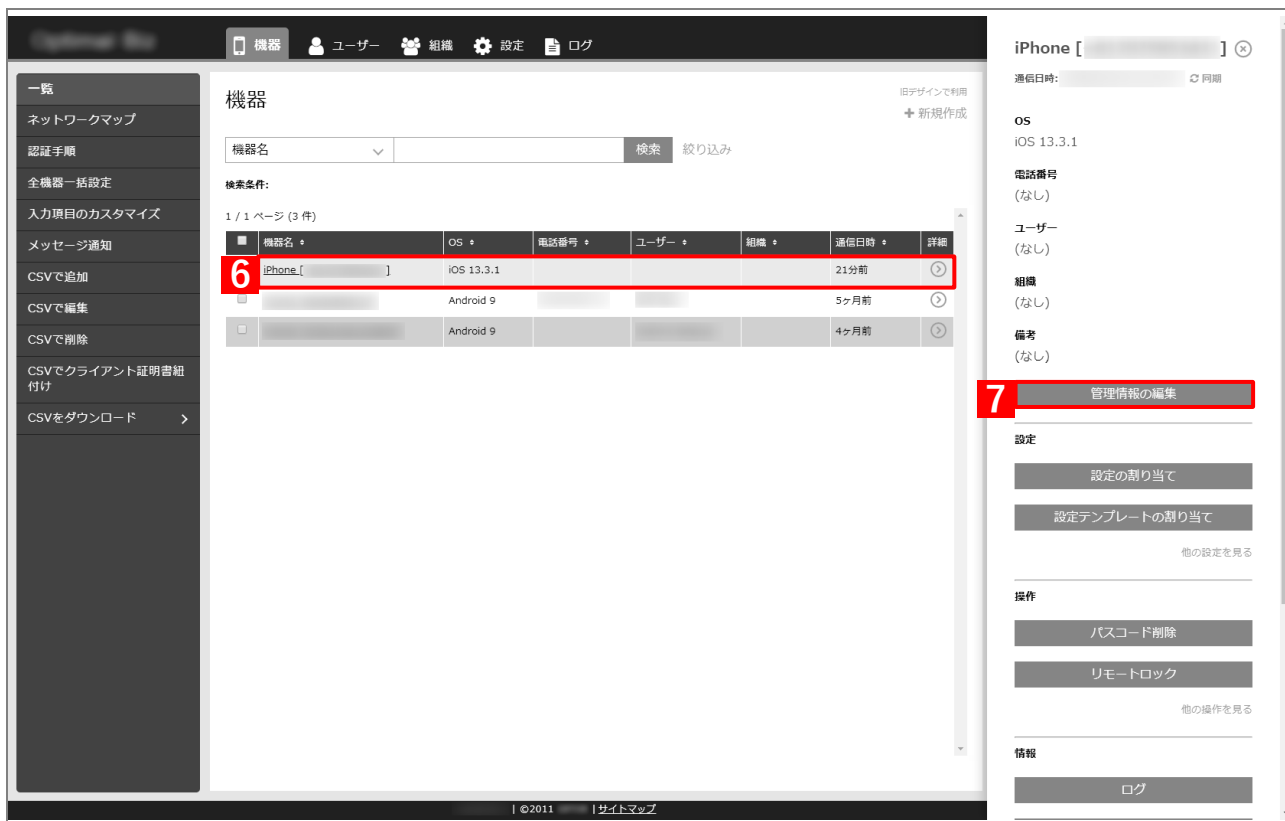 機器 ユーザー 組織 設定 ログ
一覧
ネットワークマップ
認証手順
全機器一括設定
入力項目のカスタマイズ
メッセージ通知
CSVで追加
CSVで編集
CSVで削除
CSVでクライアント証明書紐
付け
CSVをダウンロード
機器
旧デザインで利用
+ 新規作成
機器名 検索 絞り込み
検索条件:
1 / 1 ページ (3 件)
機器名 OS 電話番号 ユーザー 組織 通信日時 詳細
6 iPhone [ ] iOS 13.3.1 21分前
Android 9 5ヶ月前
Android 9 4ヶ月前
| ©2011 | サイトマップ
iPhone [ ]
通信日時: 同期
OS
iOS 13.3.1
電話番号
(なし)
ユーザー
(なし)
組織
(なし)
備考
(なし)
7 管理情報の編集
設定
設定の割り当て
設定テンプレートの割り当て
他の設定を見る
操作
パスコード削除
リモートロック
他の操作を見る
情報
ログ